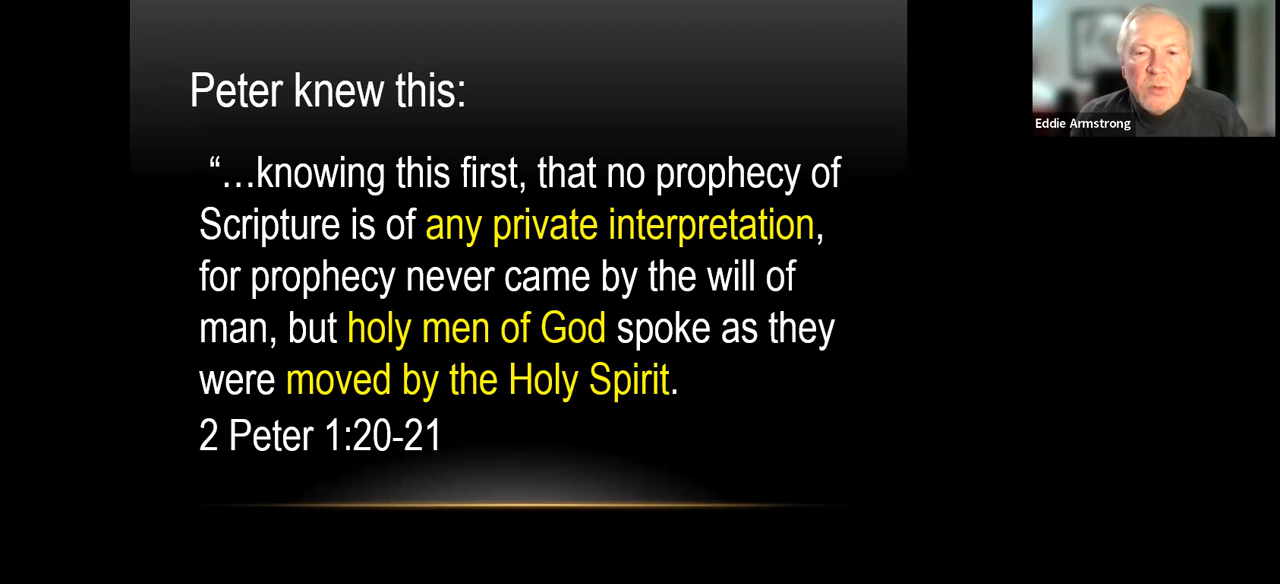 Peter knew this:
“…knowing this first, that no prophecy of
Scripture is of any private interpretation,
for prophecy never came by the will of
man, but holy men of God spoke as they
were moved by the Holy Spirit.
2 Peter 1:20-21
Eddie Armstrong